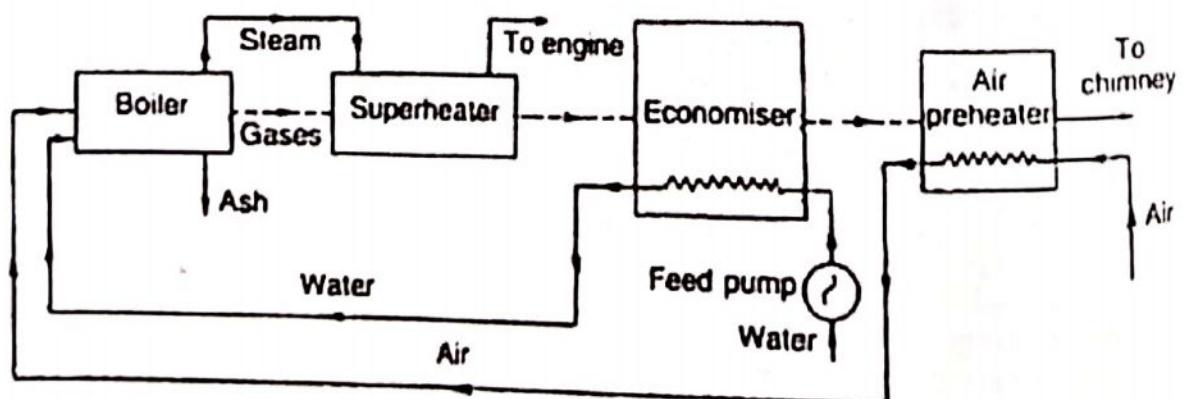 Steam
To engine
Boiler
Gases
Superheater
Economiser
Air
preheater
To
chimney
Ash
Air
Water
Feed pump
Water
Air